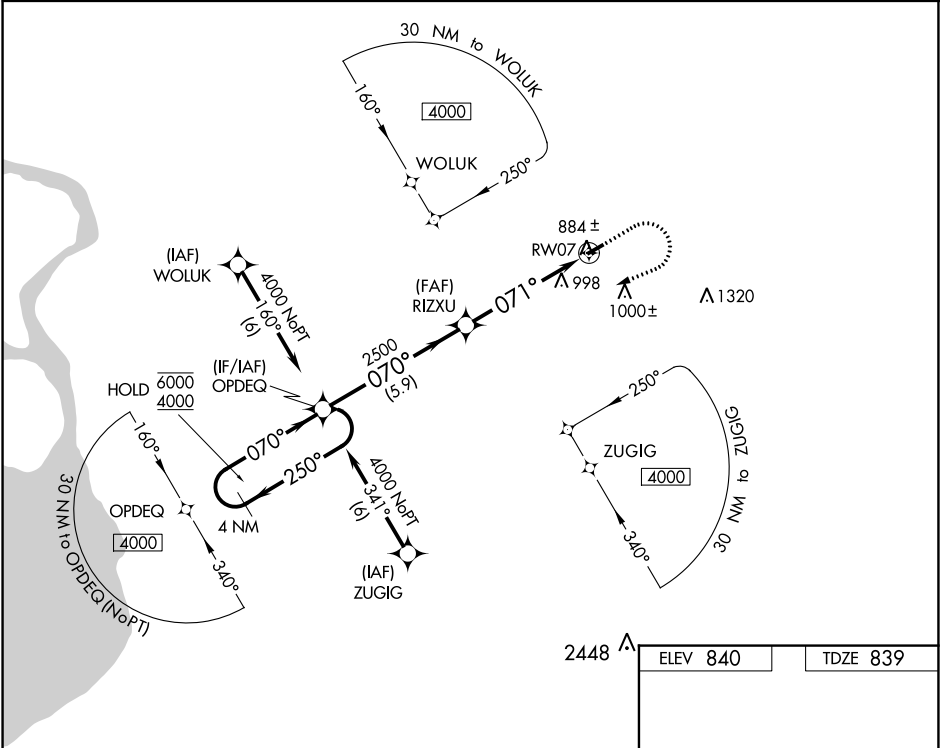 30 NM to WOLUK
160°
4000
WOLUK
250°
884 ±
RW07
998
1000 ±
1320
(IAF)
WOLUK
4000 NoPT
160°
(6)
(FAF)
RIZXU
071°
2500
070°
(5.9)
(IF/IAF)
OPDEQ
HOLD 6000
4000
070°
250°
4 NM
160°
OPDEQ
4000
340°
30 NM to OPDEQ (NoPT)
4000 NoPT
341°
(6)
(IAF)
ZUGIG
250°
ZUGIG
4000
340°
30 NM to ZUGIG
2448
ELEV 840
TDZE 839